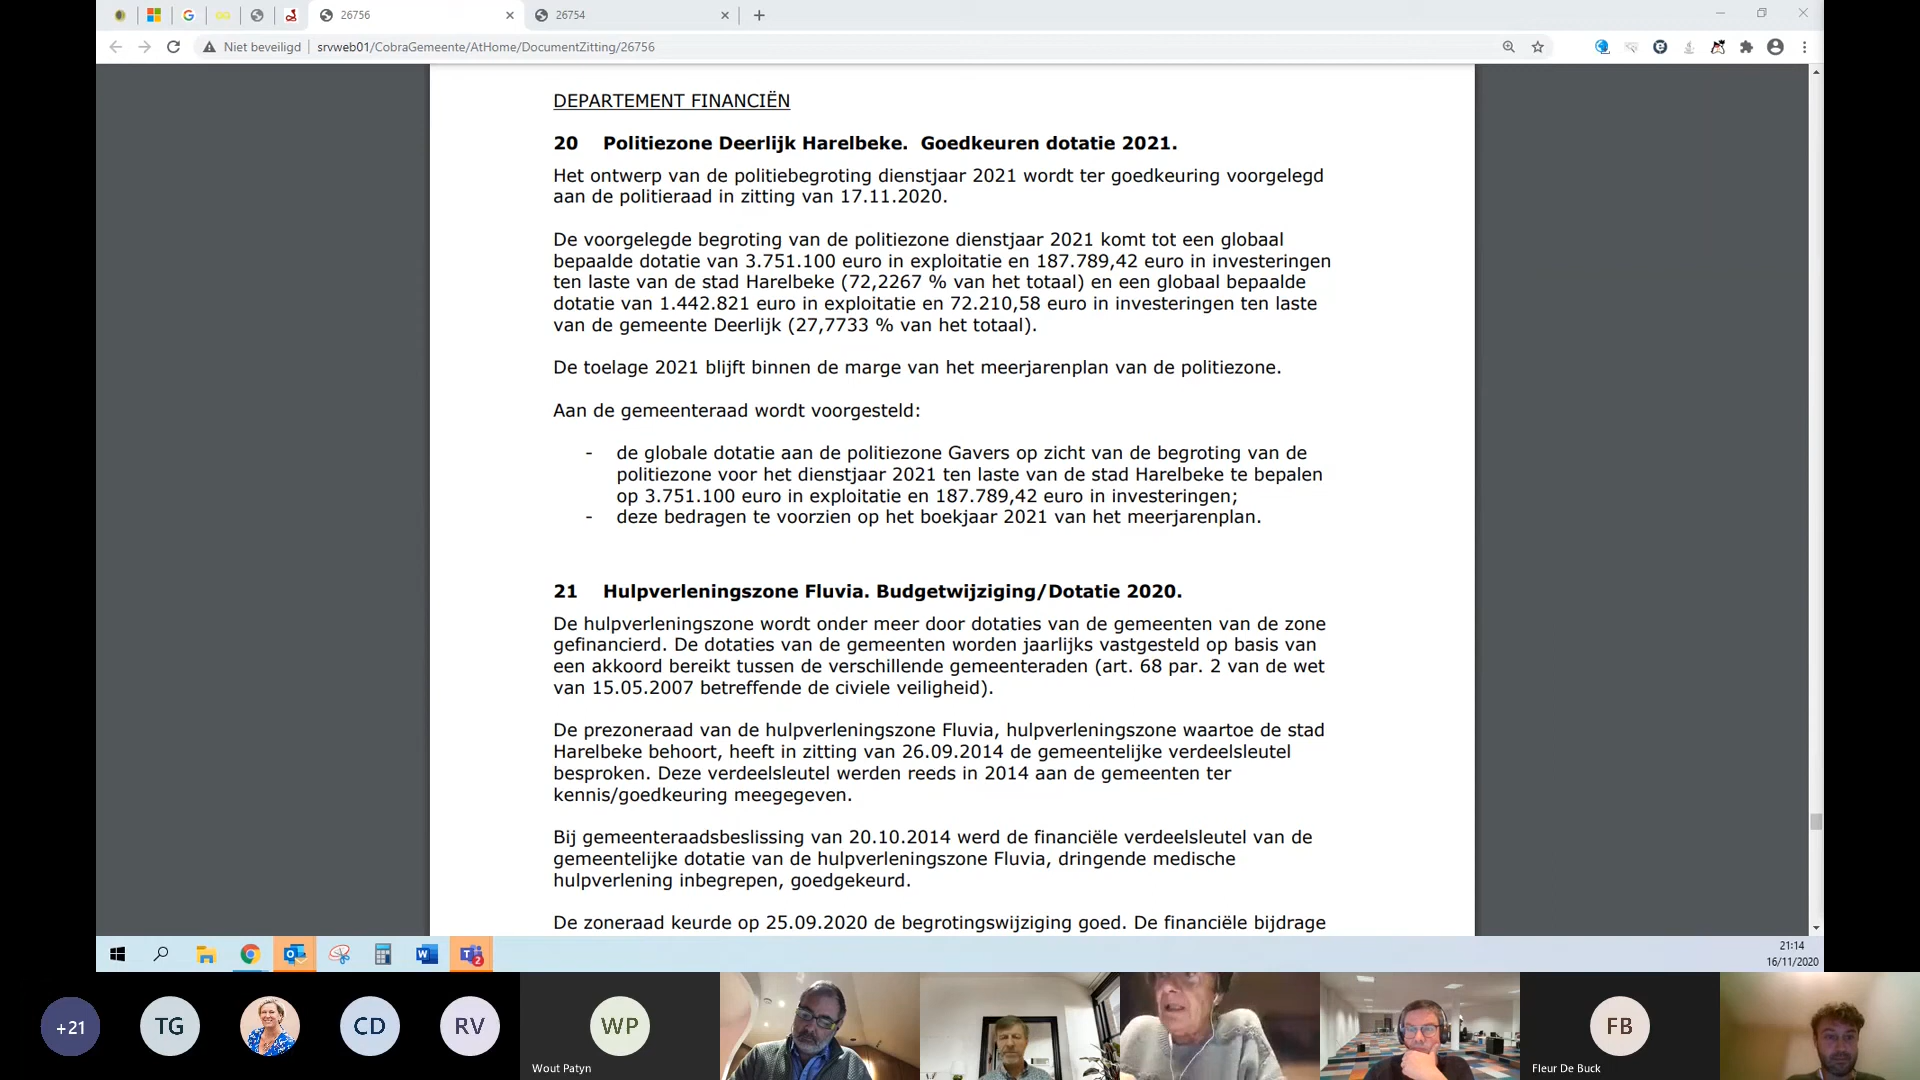 26756
26754
Niet beveiligd
srvweb01/CobraGemeente/AtHome/DocumentZitting/26756
DEPARTEMENT FINANCIËN
20 Politiezone Deerlijk Harelbeke. Goedkeuren dotatie 2021.
Het ontwerp van de politiebegroting dienstjaar 2021 wordt ter goedkeuring voorgelegd
aan de politieraad in zitting van 17.11.2020.
De voorgelegde begroting van de politiezone dienstjaar 2021 komt tot een globaal
bepaalde dotatie van 3.751.100 euro in exploitatie en 187.789,42 euro in investeringen
ten laste van de stad Harelbeke (72,2267 % van het totaal) en een globaal bepaalde
dotatie van 1.442.821 euro in exploitatie en 72.210,58 euro in investeringen ten laste
van de gemeente Deerlijk (27,7733 % van het totaal).
De toelage 2021 blijft binnen de marge van het meerjarenplan van de politiezone.
Aan de gemeenteraad wordt voorgesteld:
- de globale dotatie aan de politiezone Gavers op zicht van de begroting van de
politiezone voor het dienstjaar 2021 ten laste van de stad Harelbeke te bepalen
op 3.751.100 euro in exploitatie en 187.789,42 euro in investeringen;
- deze bedragen te voorzien op het boekjaar 2021 van het meerjarenplan.
21 Hulpverleningszone Fluvia. Budgetwijziging/Dotatie 2020.
De hulpverleningszone wordt onder meer door dotaties van de gemeenten van de zone
gefinancierd. De dotaties van de gemeenten worden jaarlijks vastgesteld op basis van
een akkoord bereikt tussen de verschillende gemeenteraden (art. 68 par. 2 van de wet
van 15.05.2007 betreffende de civiele veiligheid).
De prezoneraad van de hulpverleningszone Fluvia, hulpverleningszone waartoe de stad
Harelbeke behoort, heeft in zitting van 26.09.2014 de gemeentelijke verdeelsleutel
besproken. Deze verdeelsleutel werden reeds in 2014 aan de gemeenten ter
kennis/goedkeuring meegegeven.
Bij gemeenteraadsbeslissing van 20.10.2014 werd de financiële verdeelsleutel van de
gemeentelijke dotatie van de hulpverleningszone Fluvia, dringende medische
hulpverlening inbegrepen, goedgekeurd.
De zoneraad keurde op 25.09.2020 de begrotingswijziging goed. De financiële bijdrage
21:14
16/11/2020
+21
TG
CD
RV
WP
Wout Patyn
FB
Fleur De Buck